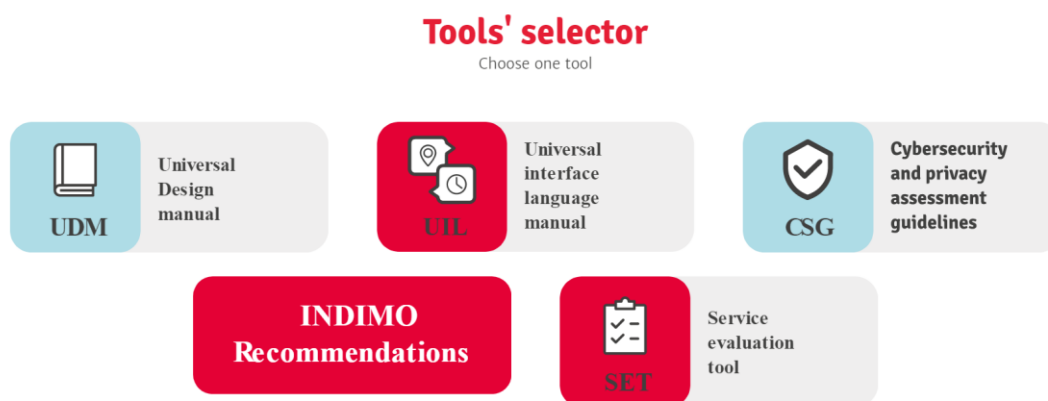 Tools' selector
Choose one tool
UDM
Universal
Design
manual
UIL
Universal
interface
language
manual
CSG
Cybersecurity
and privacy
assessment
guidelines
INDIMO
Recommendations
SET
Service
evaluation
tool